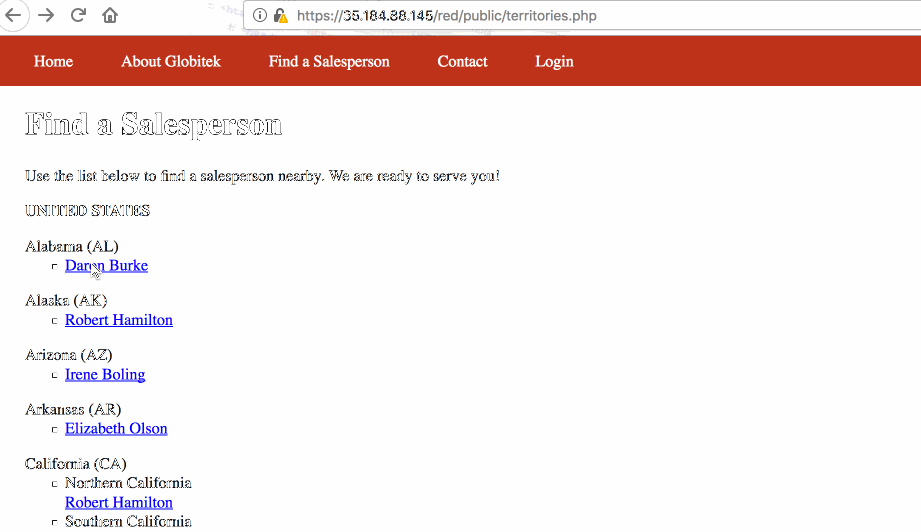 https://35.184.88.145/red/public/territories.php
Home About Globitek Find a Salesperson Contact Login
Find a Salesperson
Use the list below to find a salesperson nearby. We are ready to serve you!
UNITED STATES
Alabama (AL)
Daron Burke
Alaska (AK)
Robert Hamilton
Arizona (AZ)
Irene Boling
Arkansas (AR)
Elizabeth Olson
California (CA)
Northern California
Robert Hamilton
Southern California